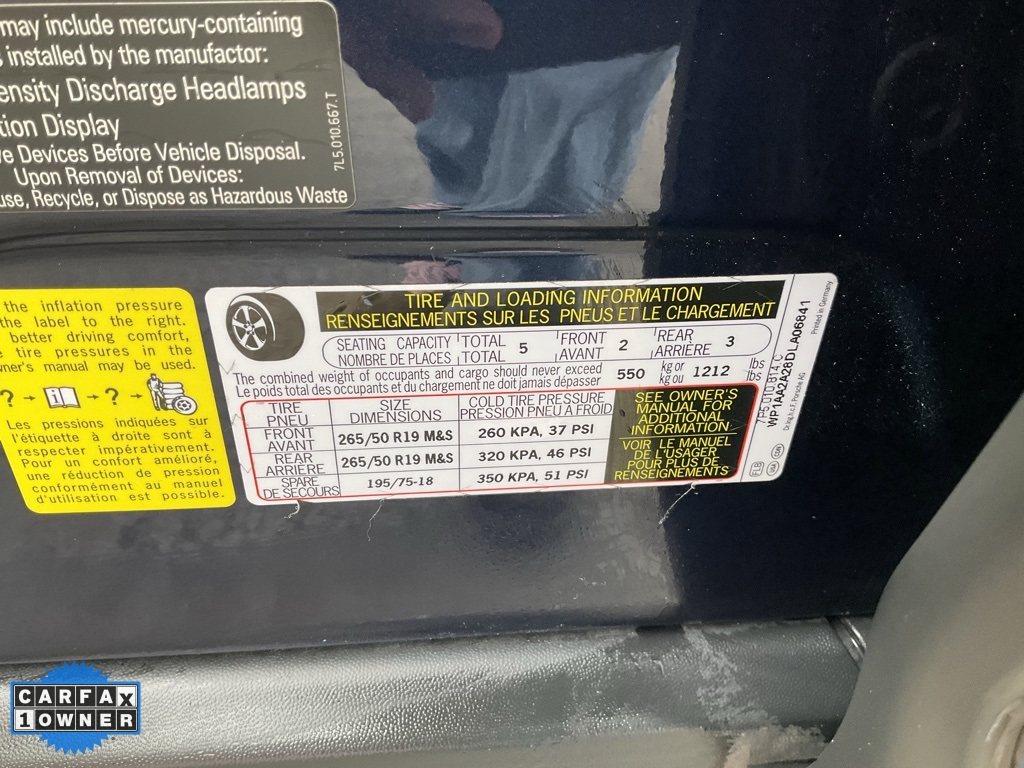 may include mercury-containing
installed by the manufactor:
ensity Discharge Headlamps
tion Display
e Devices Before Vehicle Disposal.
Upon Removal of Devices:
use, Recycle, or Dispose as Hazardous Waste
7L5.010.667.T
the inflation pressure
the label to the right.
better driving comfort,
tire pressures in the
ner's manual may be used.
? → i → ? →
Les pressions indiquées sur
l'étiquette à droite sont à
respecter impérativement.
Pour un confort amélioré,
une réduction de pression
conformément au manuel
d'utilisation est possible.
TIRE AND LOADING INFORMATION
RENSEIGNEMENTS SUR LES PNEUS ET LE CHARGEMENT
SEATING CAPACITY TOTAL 5 FRONT 2 REAR 3
NOMBRE DE PLACES TOTAL AVANT ARRIÈRE
The combined weight of occupants and cargo should never exceed 550 kg or 1212 lbs
Le poids total des occupants et du chargement ne doit jamais dépasser kg ou lbs
TIRE SIZE COLD TIRE PRESSURE
PNEU DIMENSIONS PRESSION PNEU A FROID
FRONT
AVANT 265/50 R19 M&S 260 KPA, 37 PSI
REAR
ARRIÈRE 265/50 R19 M&S 320 KPA, 46 PSI
SPARE
DE SECOURS 195/75-18 350 KPA, 51 PSI
SEE OWNER'S
MANUAL FOR
ADDITIONAL
INFORMATION
VOIR LE MANUEL
DE L'USAGER
POUR PLUS DE
RENSEIGNEMENTS
WP1AA2A28DLA06841
Printed in Germany
CARFAX
1 OWNER